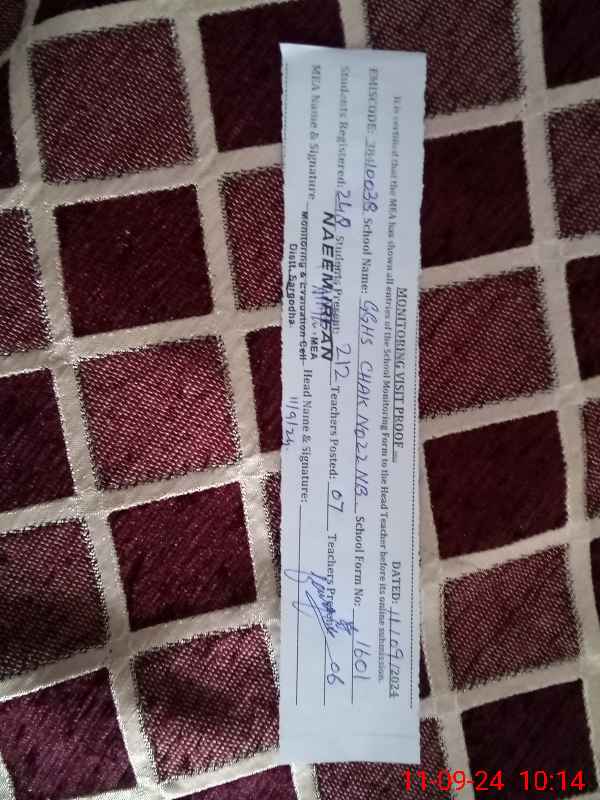 MONITORING VISIT PROOF
DATED: 11/09/2024
It is certified that the MEA has shown all entries of the School Monitoring Form to the Head Teacher before its online submission.
EMISCODE: 38410038 School Name: GGHS CHAK NO 22 NB School Form No: 1601
Students Registered: 248 Students Present: 212 Teachers Posted: 07 Teachers 06
MEA Name & Signature Head Name & Signature:
NAEEM IRFAN
MEA
Monitoring & Evaluation Cell
Distt. Sargodha.
11/9/24.
11-09-24 10:14